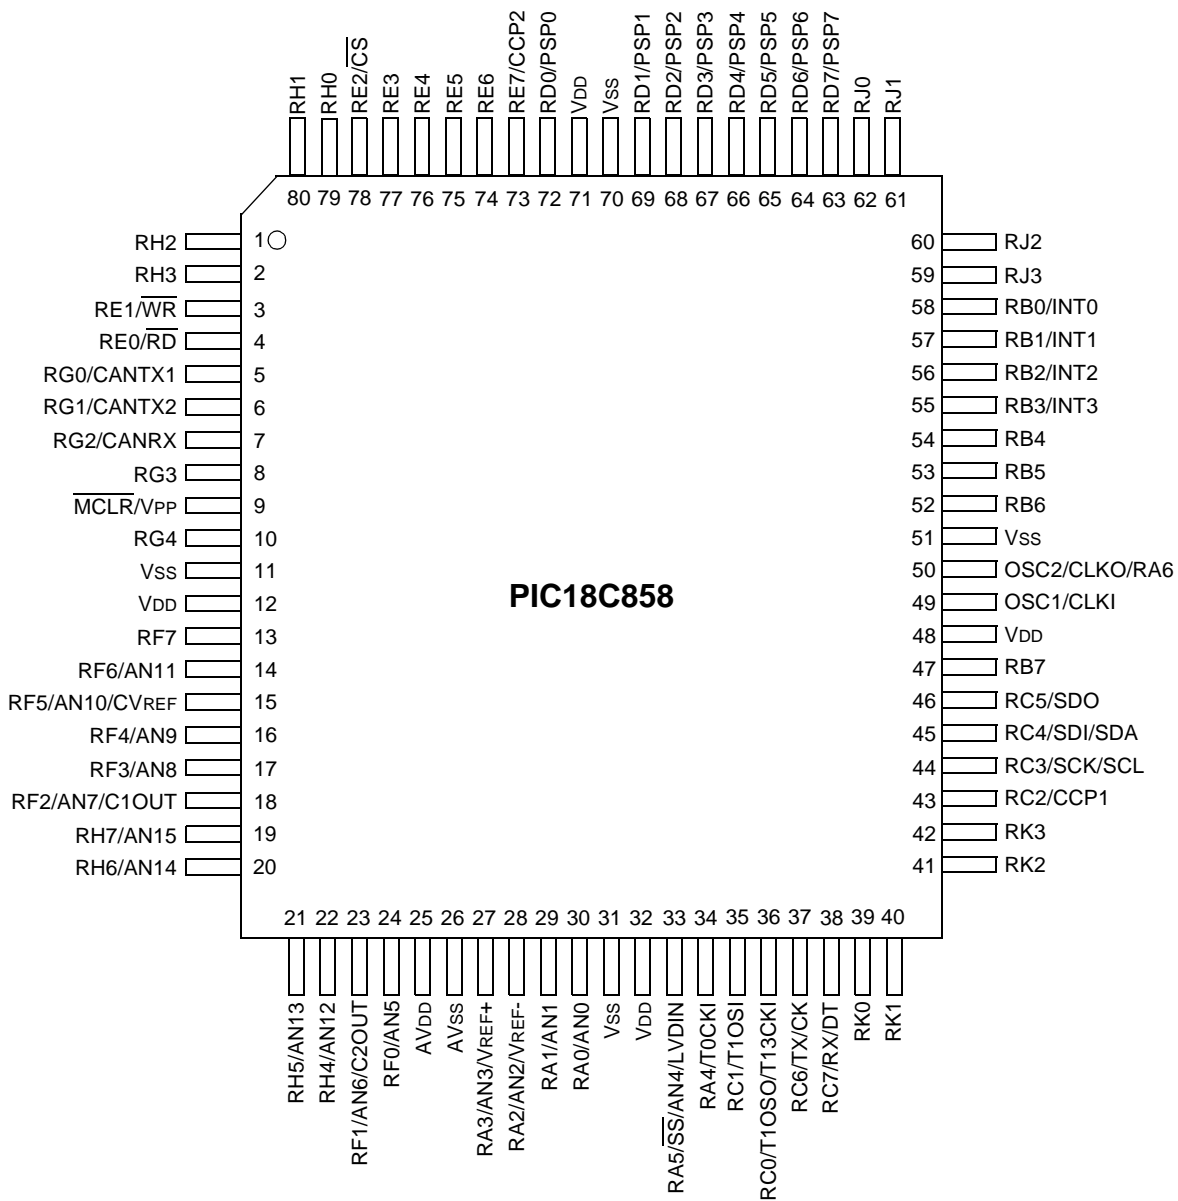 RH1
RH0
RE2/CS
RE3
RE4
RE5
RE6
RE7/CCP2
RD0/PSP0
VDD
VSS
RD1/PSP1
RD2/PSP2
RD3/PSP3
RD4/PSP4
RD5/PSP5
RD6/PSP6
RD7/PSP7
RJ0
RJ1
80 79 78 77 76 75 74 73 72 71 70 69 68 67 66 65 64 63 62 61
RH2 1
RH3 2
RE1/WR 3
RE0/RD 4
RG0/CANTX1 5
RG1/CANTX2 6
RG2/CANRX 7
RG3 8
MCLR/VPP 9
RG4 10
VSS 11
VDD 12
RF7 13
RF6/AN11 14
RF5/AN10/CVREF 15
RF4/AN9 16
RF3/AN8 17
RF2/AN7/C1OUT 18
RH7/AN15 19
RH6/AN14 20
PIC18C858
60 RJ2
59 RJ3
58 RB0/INT0
57 RB1/INT1
56 RB2/INT2
55 RB3/INT3
54 RB4
53 RB5
52 RB6
51 VSS
50 OSC2/CLKO/RA6
49 OSC1/CLKI
48 VDD
47 RB7
46 RC5/SDO
45 RC4/SDI/SDA
44 RC3/SCK/SCL
43 RC2/CCP1
42 RK3
41 RK2
21 22 23 24 25 26 27 28 29 30 31 32 33 34 35 36 37 38 39 40
RH5/AN13
RH4/AN12
RF1/AN6/C2OUT
RF0/AN5
AVDD
AVSS
RA3/AN3/VREF+
RA2/AN2/VREF-
RA1/AN1
RA0/AN0
VSS
VDD
RA5/SS/AN4/LVDIN
RA4/T0CKI
RC1/T1OSI
RC0/T1OSO/T13CKI
RC6/TX/CK
RC7/RX/DT
RK0
RK1